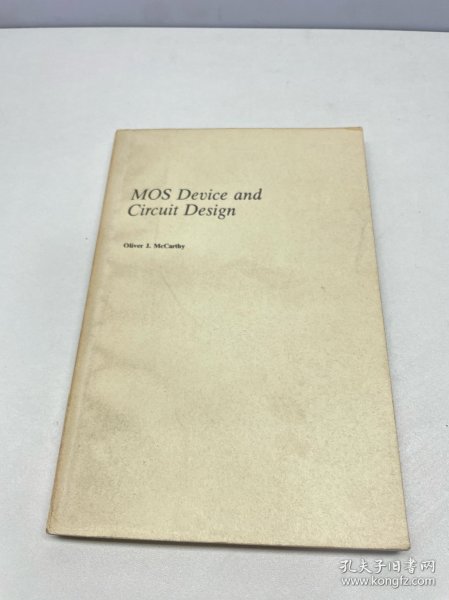 MOS Device and
Circuit Design
Oliver J. McCarthy
孔夫子旧书网
www.kongfz.com